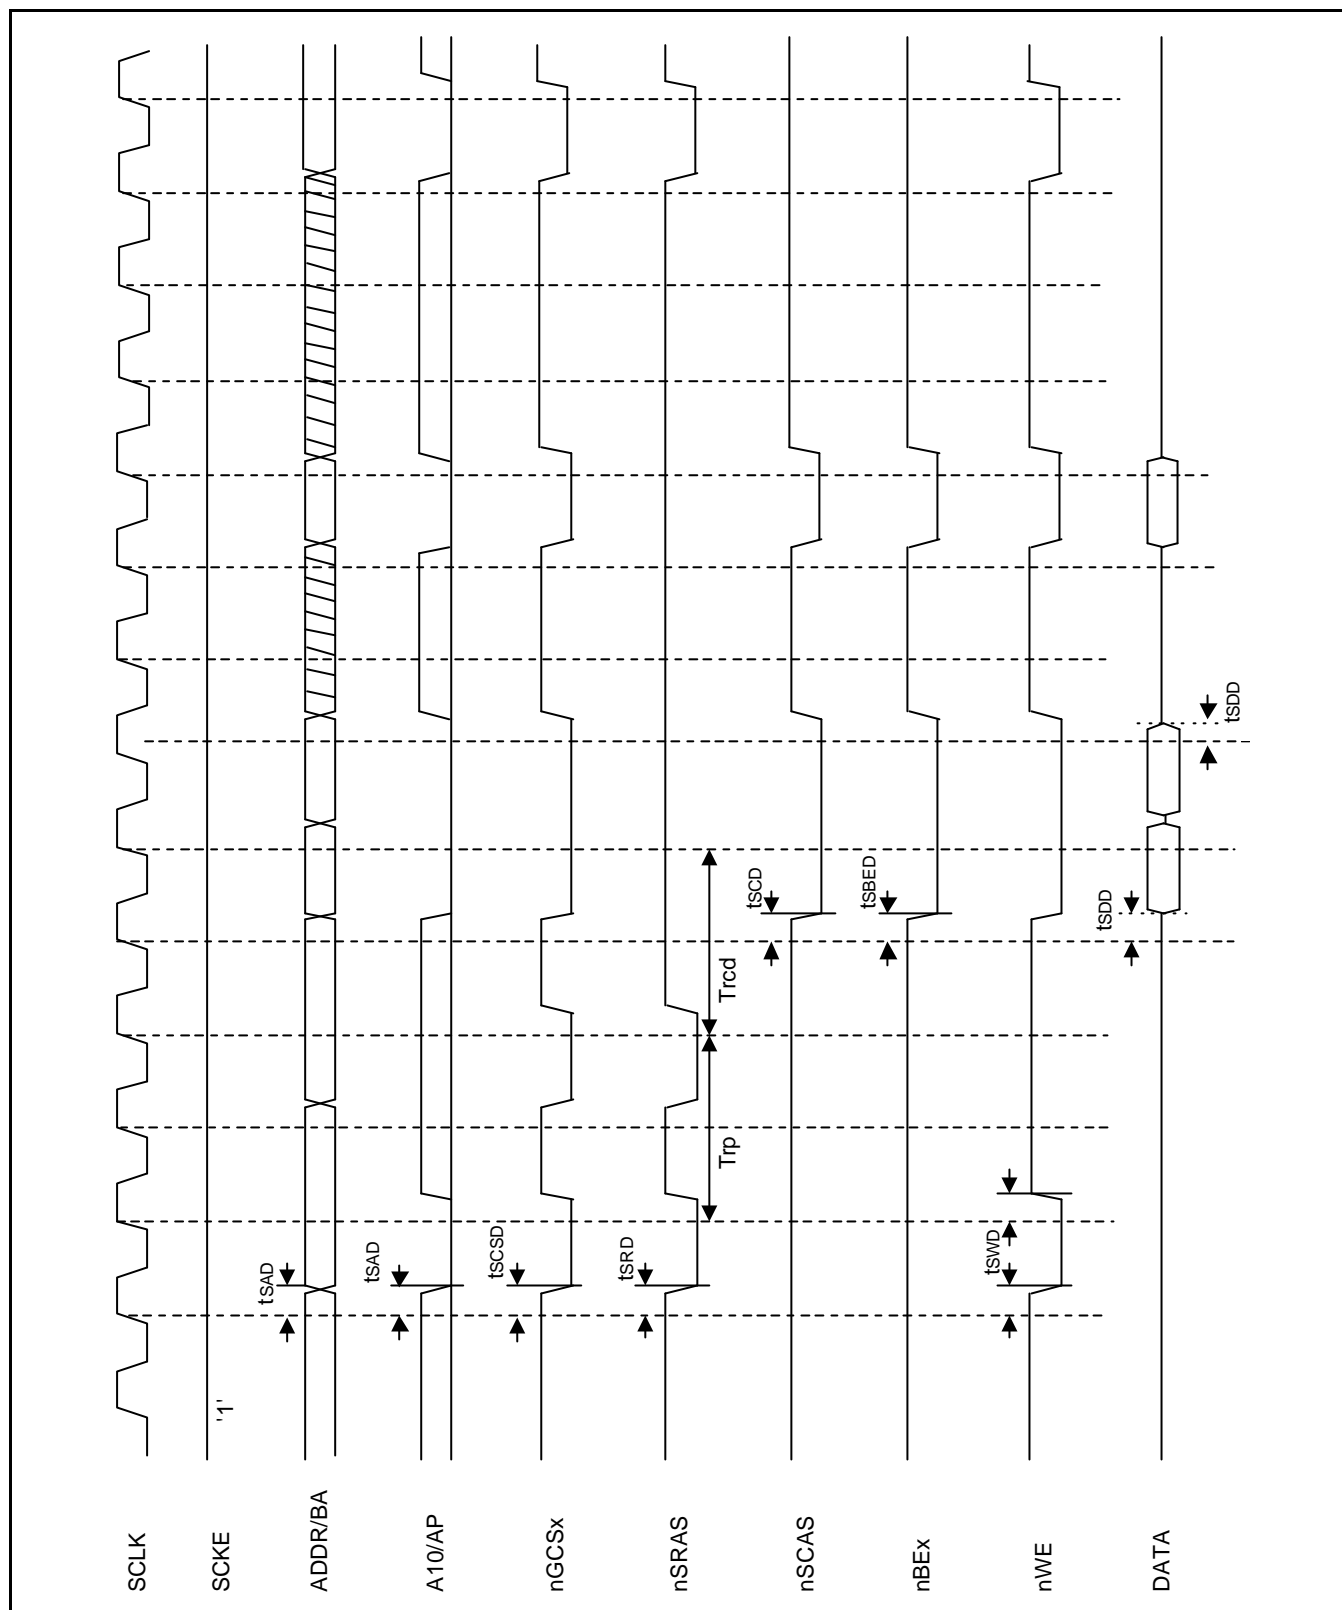 SCLK
SCKE
'1'
ADDR/BA
tSAD
A10/AP
tSAD
nGCSx
tSCSD
nSRAS
tSRD
Trp
Trcd
nSCAS
tSCD
nBEx
tSBED
nWE
tSWD
DATA
tSDD
tSDD